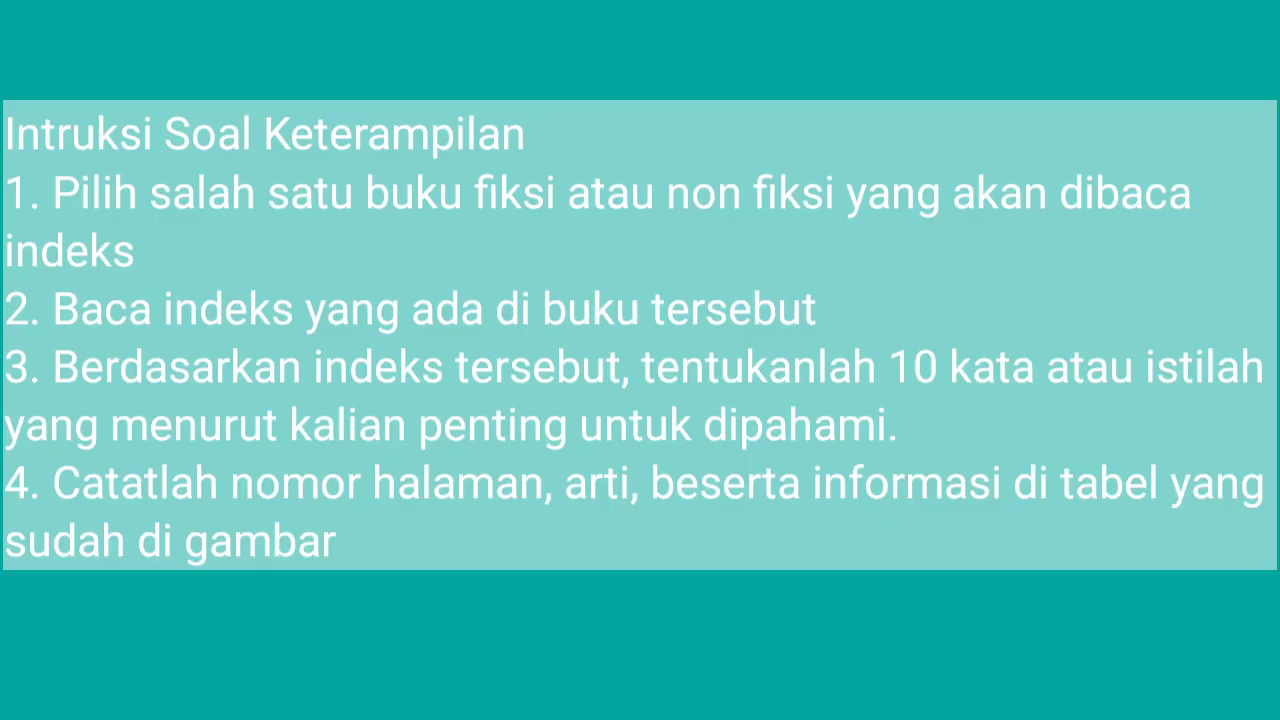 Intruksi Soal Keterampilan
1. Pilih salah satu buku fiksi atau non fiksi yang akan dibaca
indeks
2. Baca indeks yang ada di buku tersebut
3. Berdasarkan indeks tersebut, tentukanlah 10 kata atau istilah
yang menurut kalian penting untuk dipahami.
4. Catatlah nomor halaman, arti, beserta informasi di tabel yang
sudah di gambar